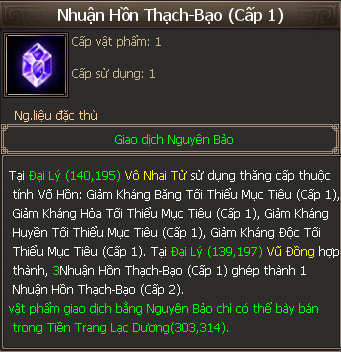 Nhuận Hồn Thạch-Bạo (Cấp 1)
Cấp vật phẩm: 1
Cấp sử dụng: 1
Ng.liệu đặc thù
Giao dịch Nguyên Bảo
Tại Đại Lý (140,195) Vô Nhai Tử sử dụng thăng cấp thuộc
tính Võ Hồn: Giảm Kháng Băng Tối Thiểu Mục Tiêu (Cấp 1),
Giảm Kháng Hỏa Tối Thiểu Mục Tiêu (Cấp 1), Giảm Kháng
Huyền Tối Thiểu Mục Tiêu (Cấp 1), Giảm Kháng Độc Tối
Thiểu Mục Tiêu (Cấp 1). Tại Đại Lý (139,197) Vũ Đồng hợp
thành, 3Nhuận Hồn Thạch-Bạo (Cấp 1) ghép thành 1
Nhuận Hồn Thạch-Bạo (Cấp 2).
vật phẩm giao dịch bằng Nguyên Bảo chỉ có thể bày bán
trong Tiền Trang Lạc Dương(303,314).